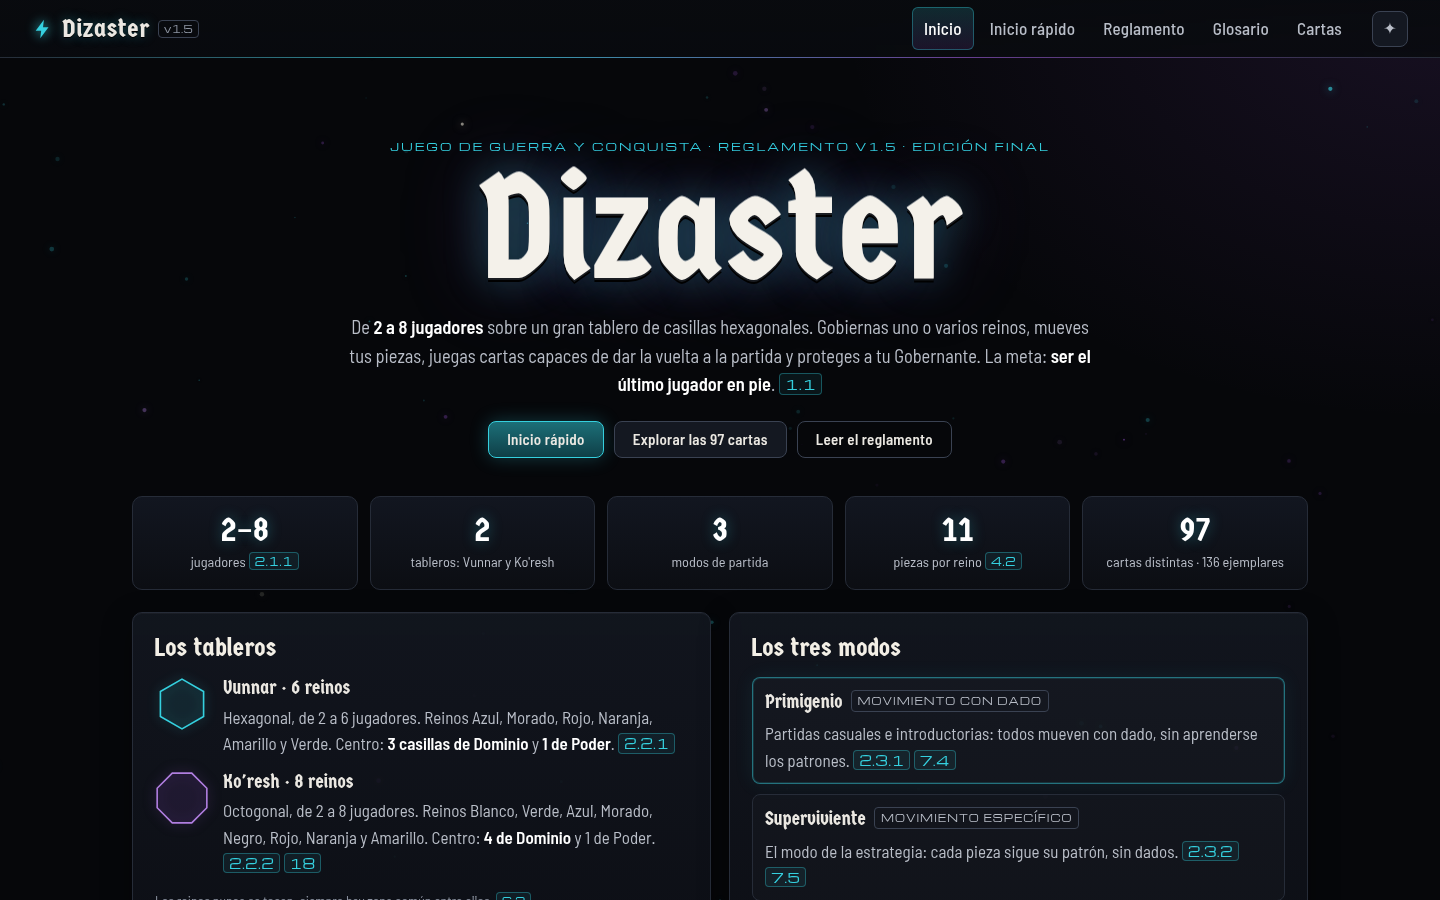 Dizaster v1.5
Inicio Inicio rápido Reglamento Glosario Cartas
JUEGO DE GUERRA Y CONQUISTA · REGLAMENTO V1.5 · EDICIÓN FINAL
Dizaster
De 2 a 8 jugadores sobre un gran tablero de casillas hexagonales. Gobiernas uno o varios reinos, mueves
tus piezas, juegas cartas capaces de dar la vuelta a la partida y proteges a tu Gobernante. La meta: ser el
último jugador en pie. 1.1
Inicio rápido
Explorar las 97 cartas
Leer el reglamento
2–8
jugadores 2.1.1
2
tableros: Vunnar y Ko'resh
3
modos de partida
11
piezas por reino 4.2
97
cartas distintas · 136 ejemplares
Los tableros
Vunnar · 6 reinos
Hexagonal, de 2 a 6 jugadores. Reinos Azul, Morado, Rojo, Naranja,
Amarillo y Verde. Centro: 3 casillas de Dominio y 1 de Poder. 2.2.1
Ko'resh · 8 reinos
Octogonal, de 2 a 8 jugadores. Reinos Blanco, Verde, Azul, Morado,
Negro, Rojo, Naranja y Amarillo. Centro: 4 de Dominio y 1 de Poder.
2.2.2 18
Los tres modos
Primigenio MOVIMIENTO CON DADO
Partidas casuales e introductorias: todos mueven con dado, sin aprenderse
los patrones. 2.3.1 7.4
Superviviente MOVIMIENTO ESPECÍFICO
El modo de la estrategia: cada pieza sigue su patrón, sin dados. 2.3.2
7.5